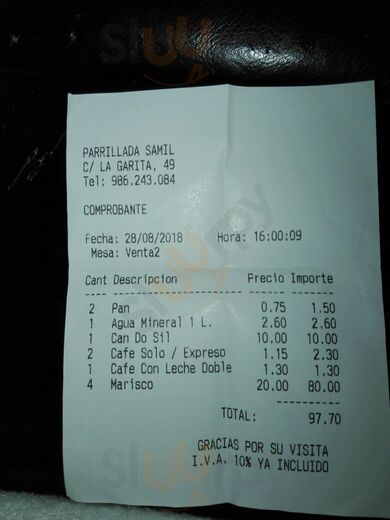 PARRILLADA SAMIL
C/ LA GARITA, 49
Tel: 986.243.084
COMPROBANTE
Fecha: 28/08/2018 Hora: 16:00:09
Mesa: Venta2
Cant Descripcion Precio Importe
2 Pan 0.75 1.50
1 Agua Mineral 1 L. 2.60 2.60
1 Can Do Sil 10.00 10.00
2 Cafe Solo / Expreso 1.15 2.30
1 Cafe Con Leche Doble 1.30 1.30
4 Marisco 20.00 80.00
TOTAL: 97.70
GRACIAS POR SU VISITA
I.V.A. 10% YA INCLUIDO
sluurpy
sluurpy
sluurpy